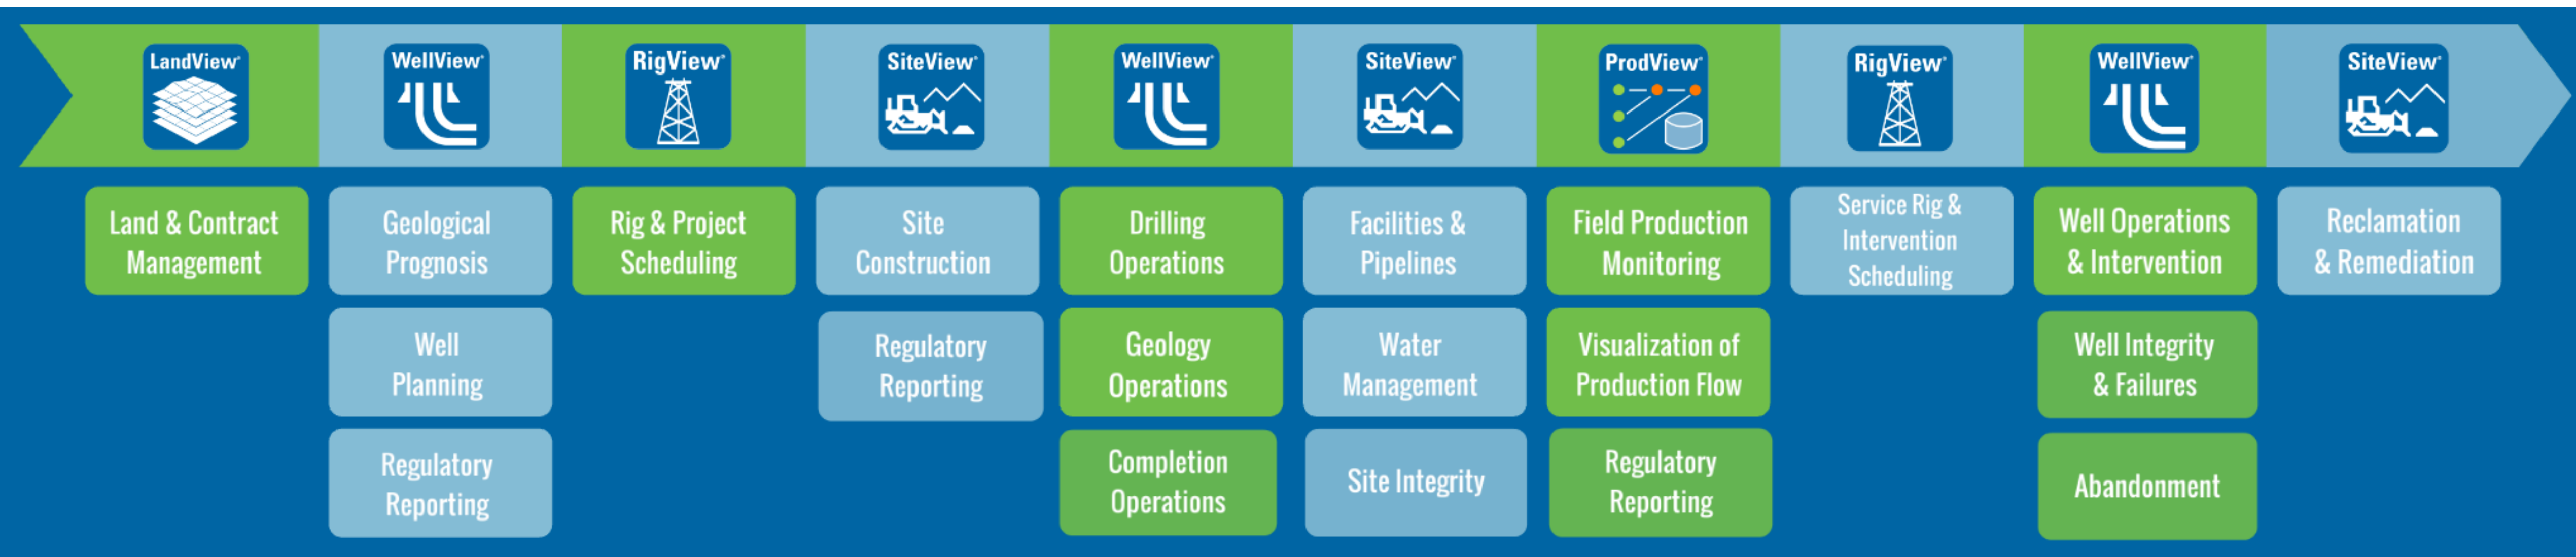 LandView®
WellView®
RigView®
SiteView®
WellView®
SiteView®
ProdView®
RigView®
WellView®
SiteView®
Land & Contract
Management
Geological
Prognosis
Well
Planning
Regulatory
Reporting
Rig & Project
Scheduling
Site
Construction
Regulatory
Reporting
Drilling
Operations
Geology
Operations
Completion
Operations
Facilities &
Pipelines
Water
Management
Site Integrity
Field Production
Monitoring
Visualization of
Production Flow
Regulatory
Reporting
Service Rig &
Intervention
Scheduling
Well Operations
& Intervention
Well Integrity
& Failures
Abandonment
Reclamation
& Remediation